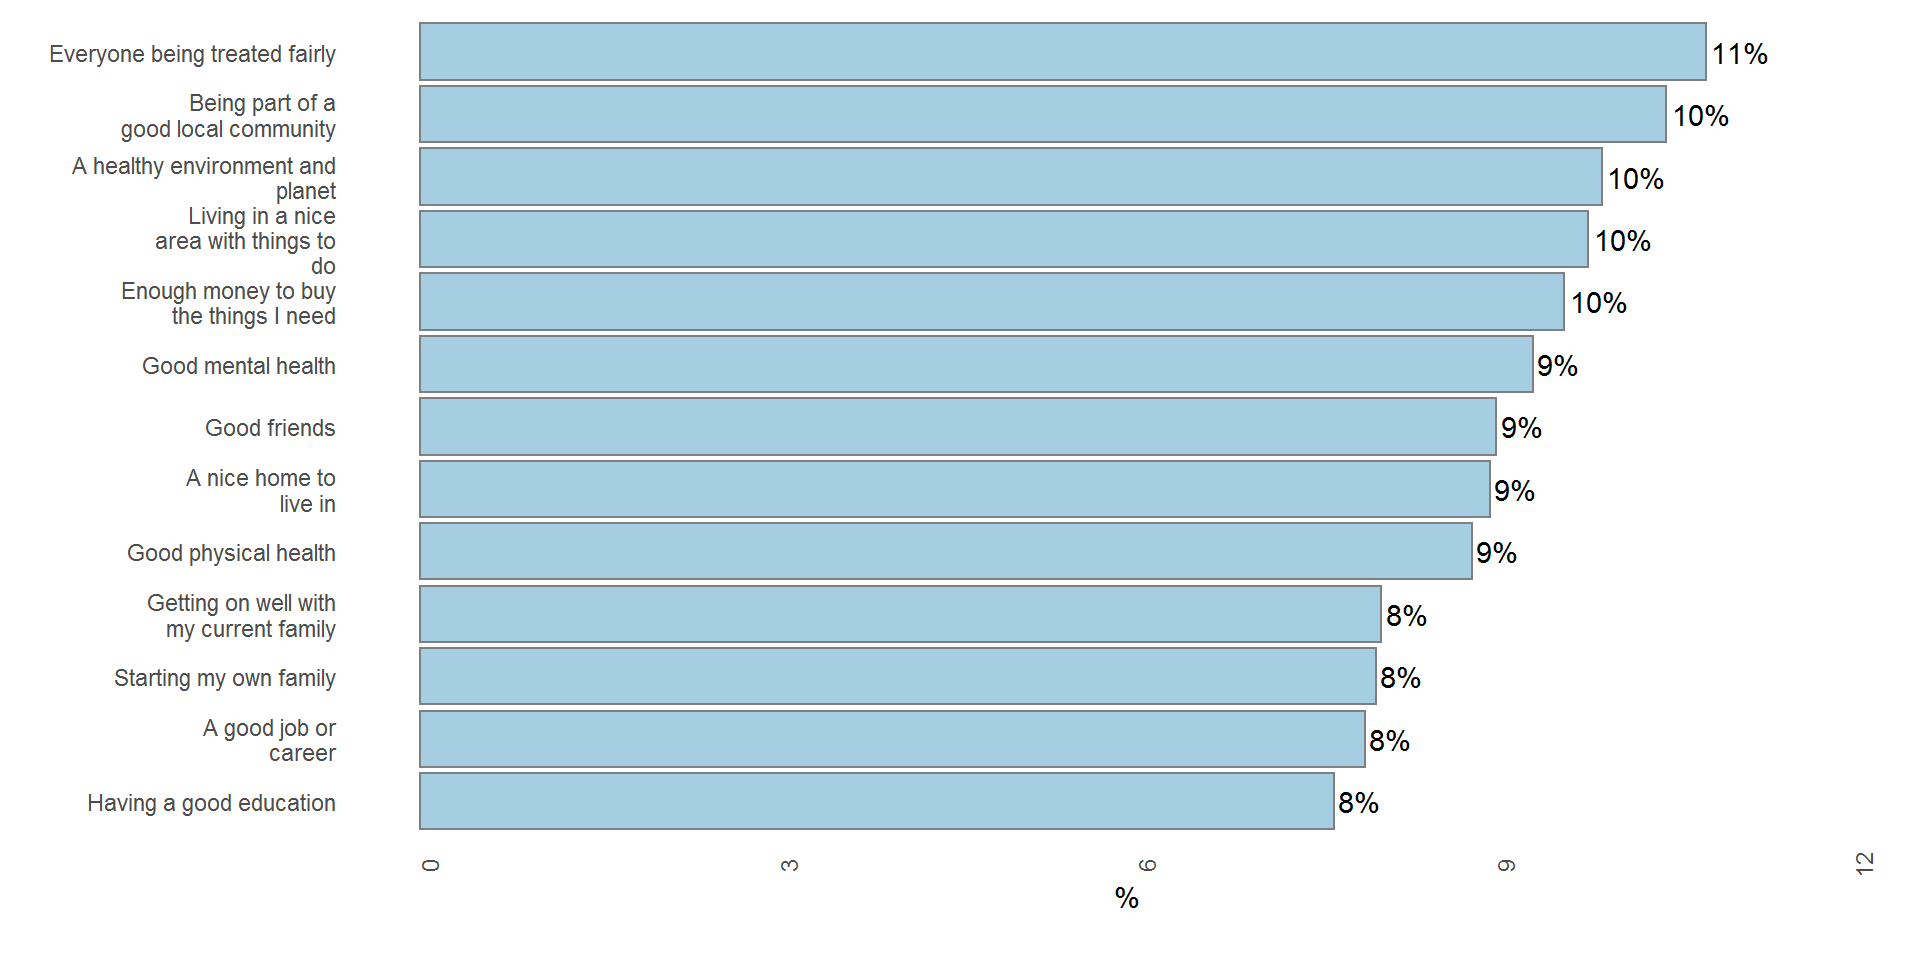 Everyone being treated fairly
11%
Being part of a
good local community
10%
A healthy environment and
planet
10%
Living in a nice
area with things to
do
10%
Enough money to buy
the things I need
10%
Good mental health
9%
Good friends
9%
A nice home to
live in
9%
Good physical health
9%
Getting on well with
my current family
8%
Starting my own family
8%
A good job or
career
8%
Having a good education
8%
0
3
6
9
12
%